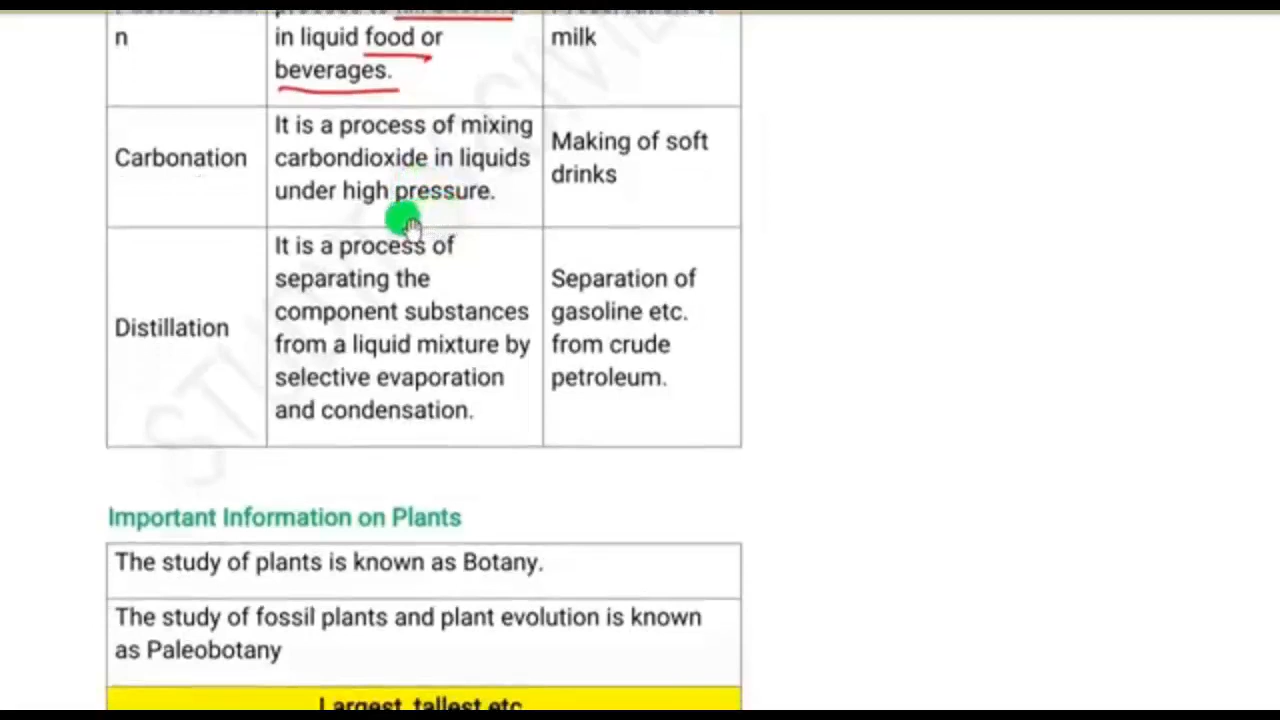 n
in liquid food or
beverages.
milk
Carbonation
It is a process of mixing
carbondioxide in liquids
under high pressure.
Making of soft
drinks
Distillation
It is a process of
separating the
component substances
from a liquid mixture by
selective evaporation
and condensation.
Separation of
gasoline etc.
from crude
petroleum.
Important Information on Plants
The study of plants is known as Botany.
The study of fossil plants and plant evolution is known
as Paleobotany
Largest, tallest etc